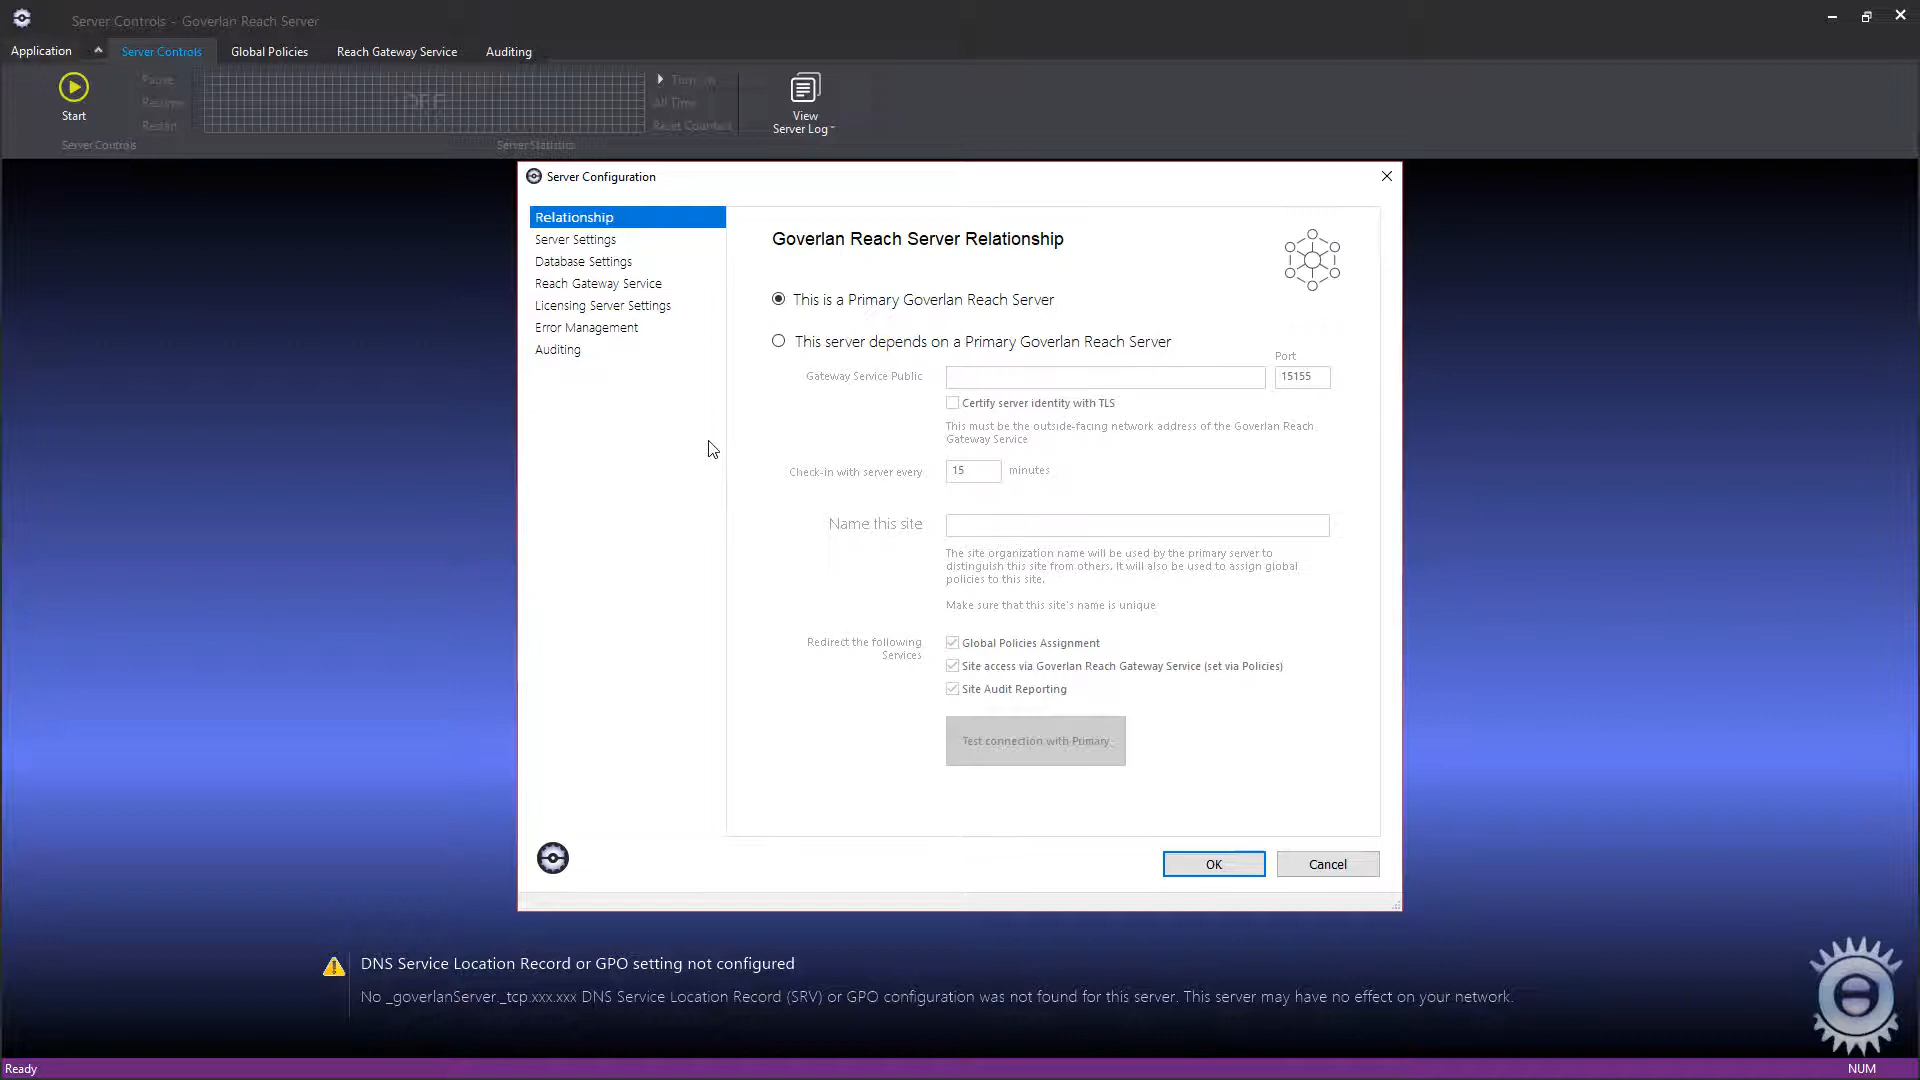 Server Controls - Goverlan Reach Server
Application
Server Controls
Global Policies
Reach Gateway Service
Auditing
Start
Pause
Resume
Restart
Server Controls
OFF
All Time
Reset Counters
Server Statistics
View
Server Log
Server Configuration
Relationship
Server Settings
Database Settings
Reach Gateway Service
Licensing Server Settings
Error Management
Auditing
Goverlan Reach Server Relationship
This is a Primary Goverlan Reach Server
This server depends on a Primary Goverlan Reach Server
Port
Gateway Service Public
15155
Certify server identity with TLS
This must be the outside-facing network address of the Goverlan Reach
Gateway Service
Check-in with server every
15
minutes
Name this site
The site organization name will be used by the primary server to
distinguish this site from others. It will also be used to assign global
policies to this site.
Make sure that this site's name is unique
Redirect the following
Services
Global Policies Assignment
Site access via Goverlan Reach Gateway Service (set via Policies)
Site Audit Reporting
Test connection with Primary
OK
Cancel
DNS Service Location Record or GPO setting not configured
No _goverlanServer._tcp.xxx.xxx DNS Service Location Record (SRV) or GPO configuration was not found for this server. This server may have no effect on your network.
Ready
NUM